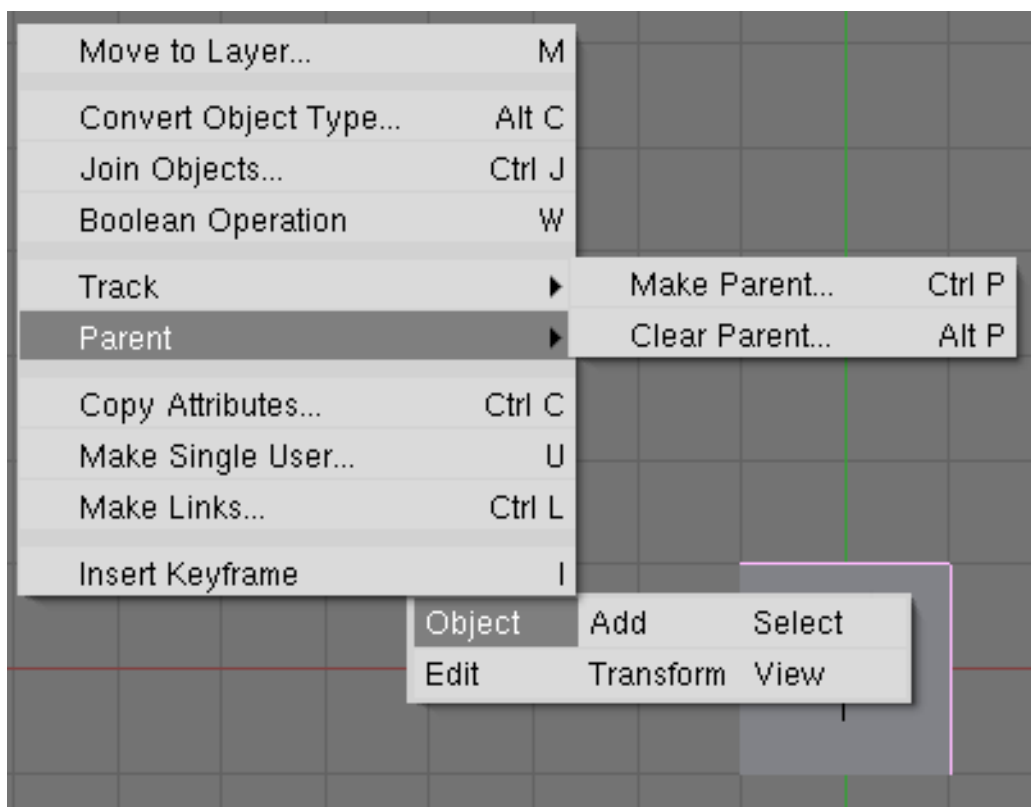 Move to Layer... M
Convert Object Type... Alt C
Join Objects... Ctrl J
Boolean Operation W
Track
Parent
Copy Attributes... Ctrl C
Make Single User... U
Make Links... Ctrl L
Insert Keyframe I
Make Parent... Ctrl P
Clear Parent... Alt P
Object Add Select
Edit Transform View